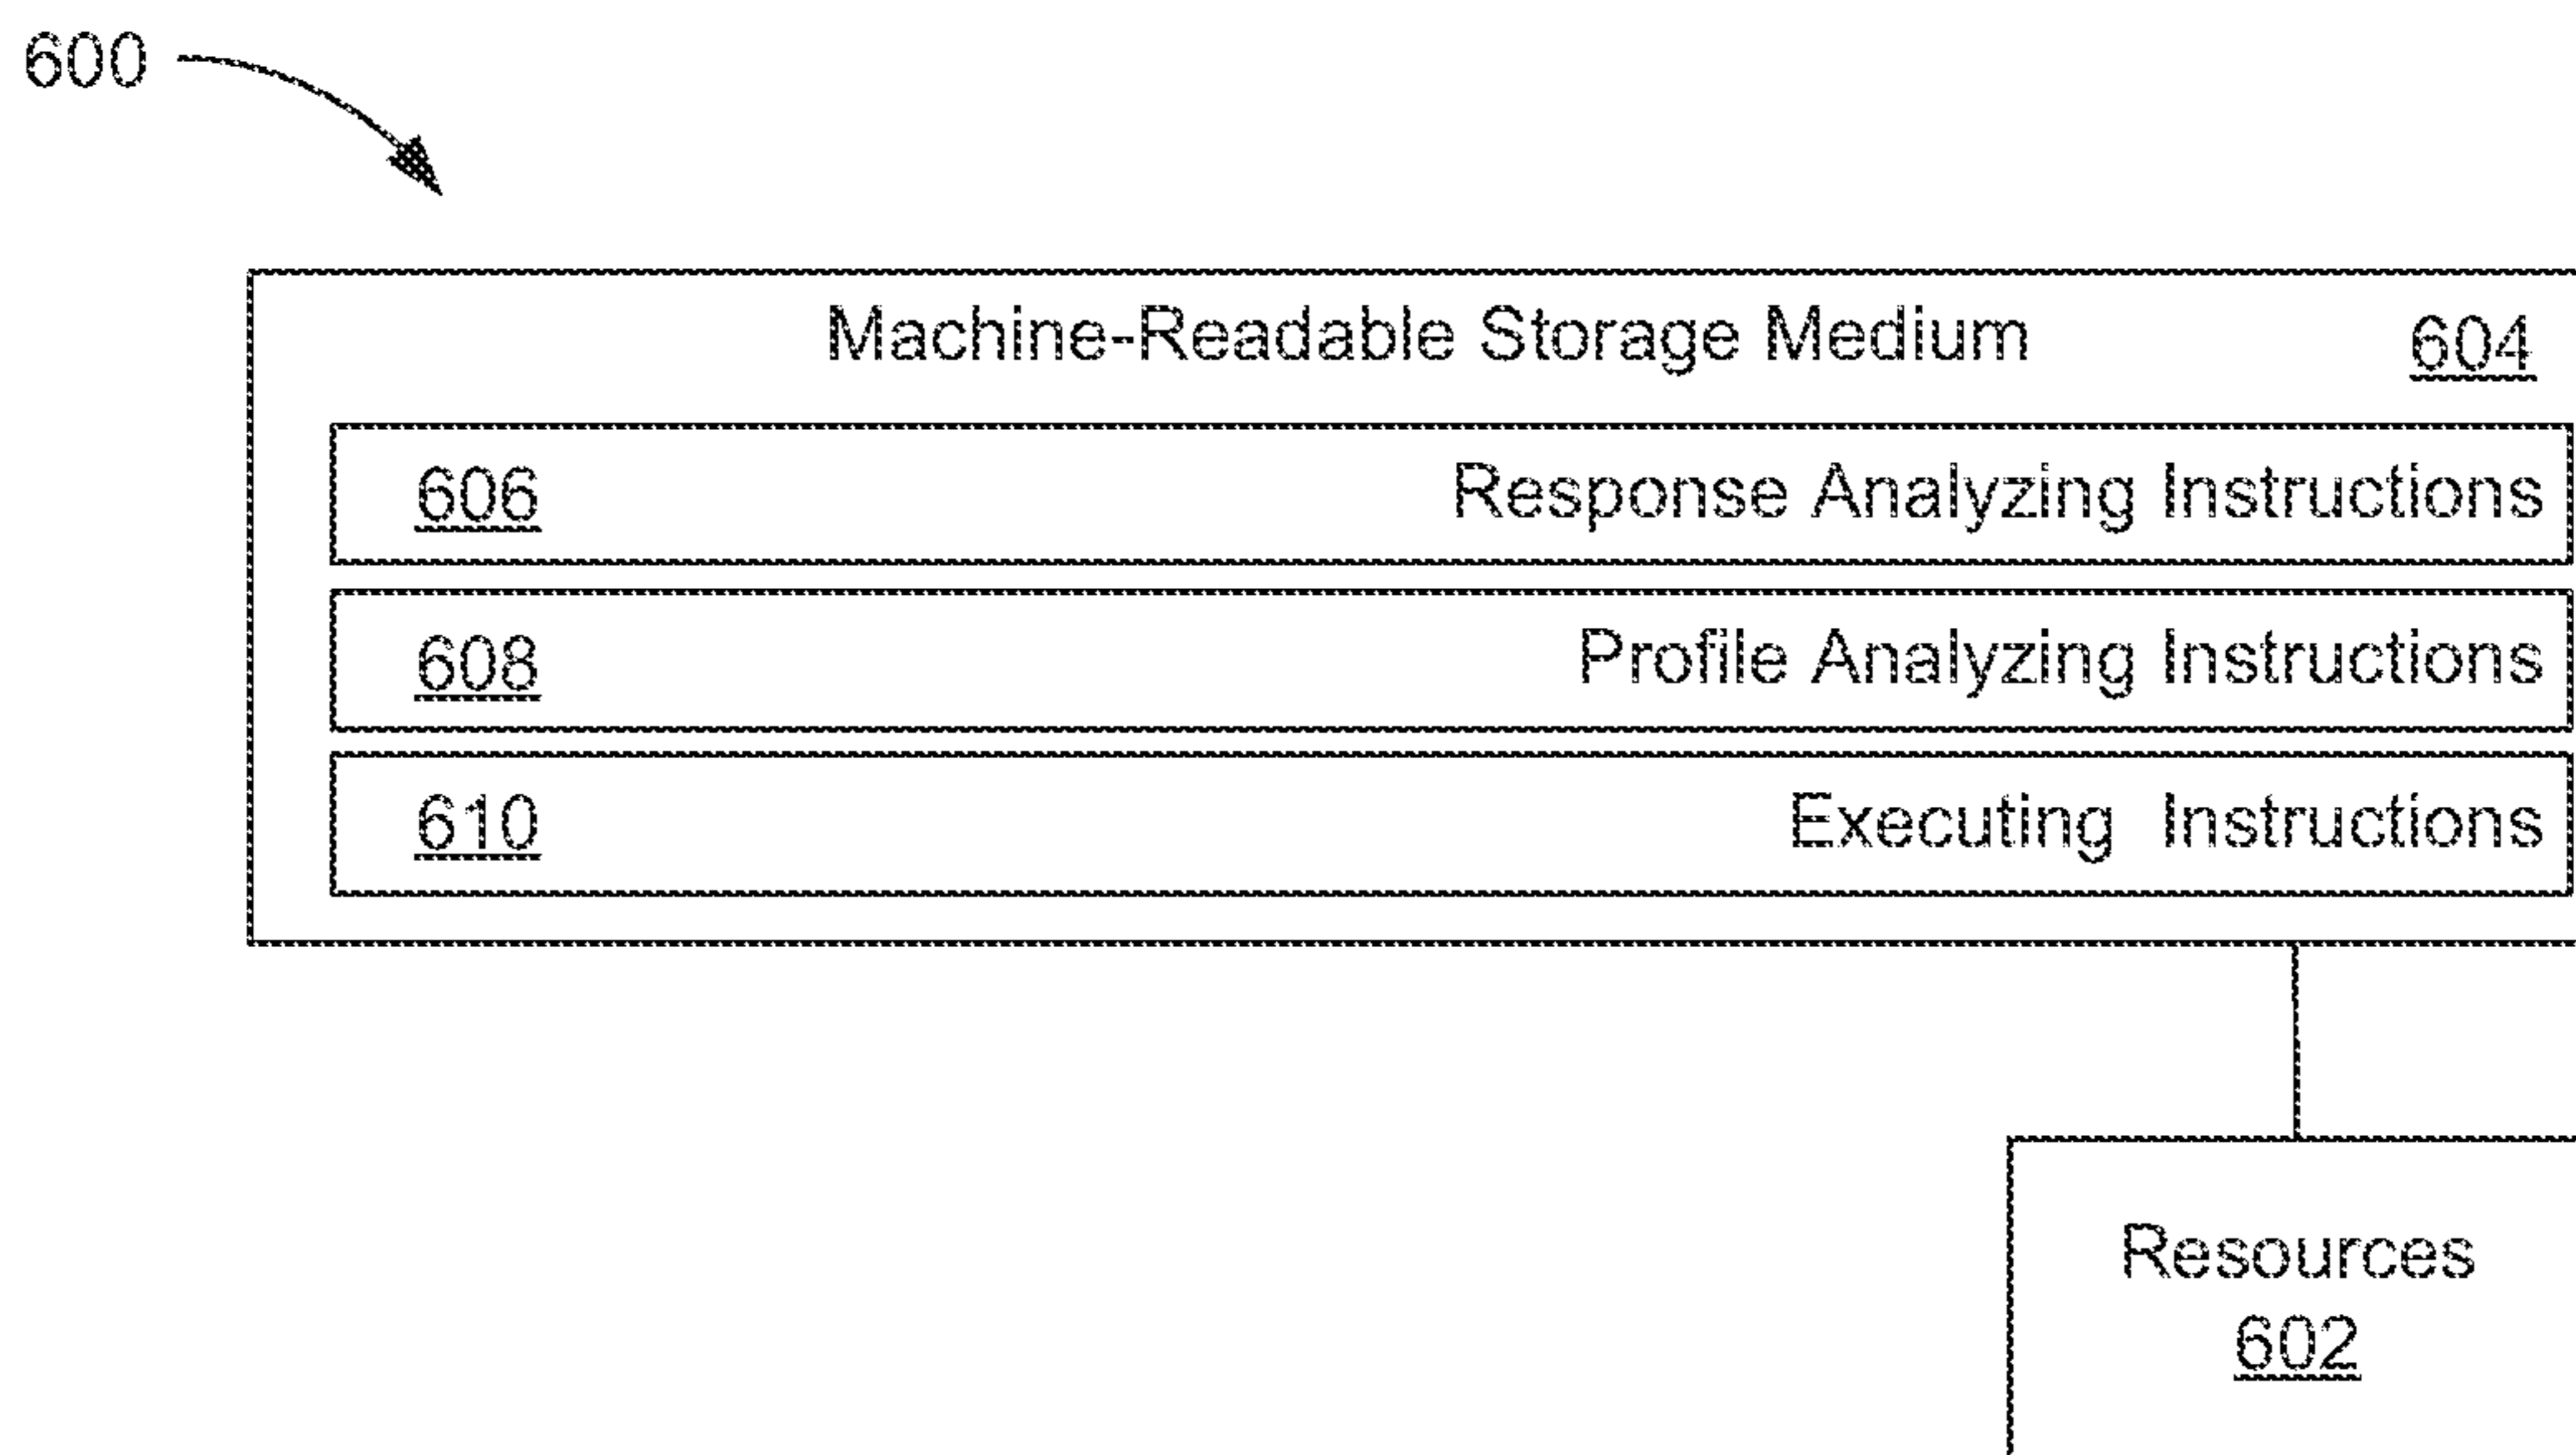 600
Machine-Readable Storage Medium 604
606 Response Analyzing Instructions
608 Profile Analyzing Instructions
610 Executing Instructions
Resources
602